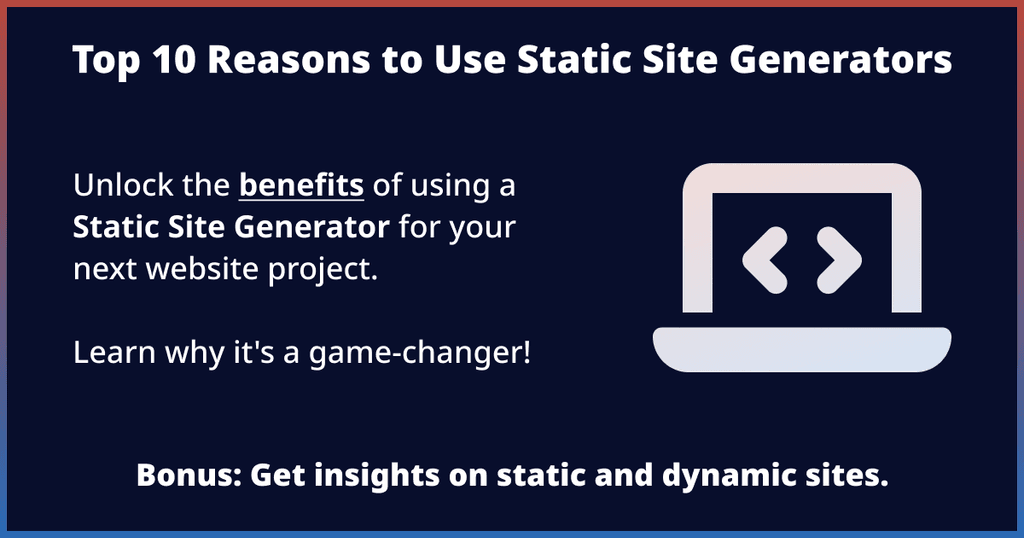 Top 10 Reasons to Use Static Site Generators
Unlock the benefits of using a
Static Site Generator for your
next website project.
Learn why it's a game-changer!
Bonus: Get insights on static and dynamic sites.